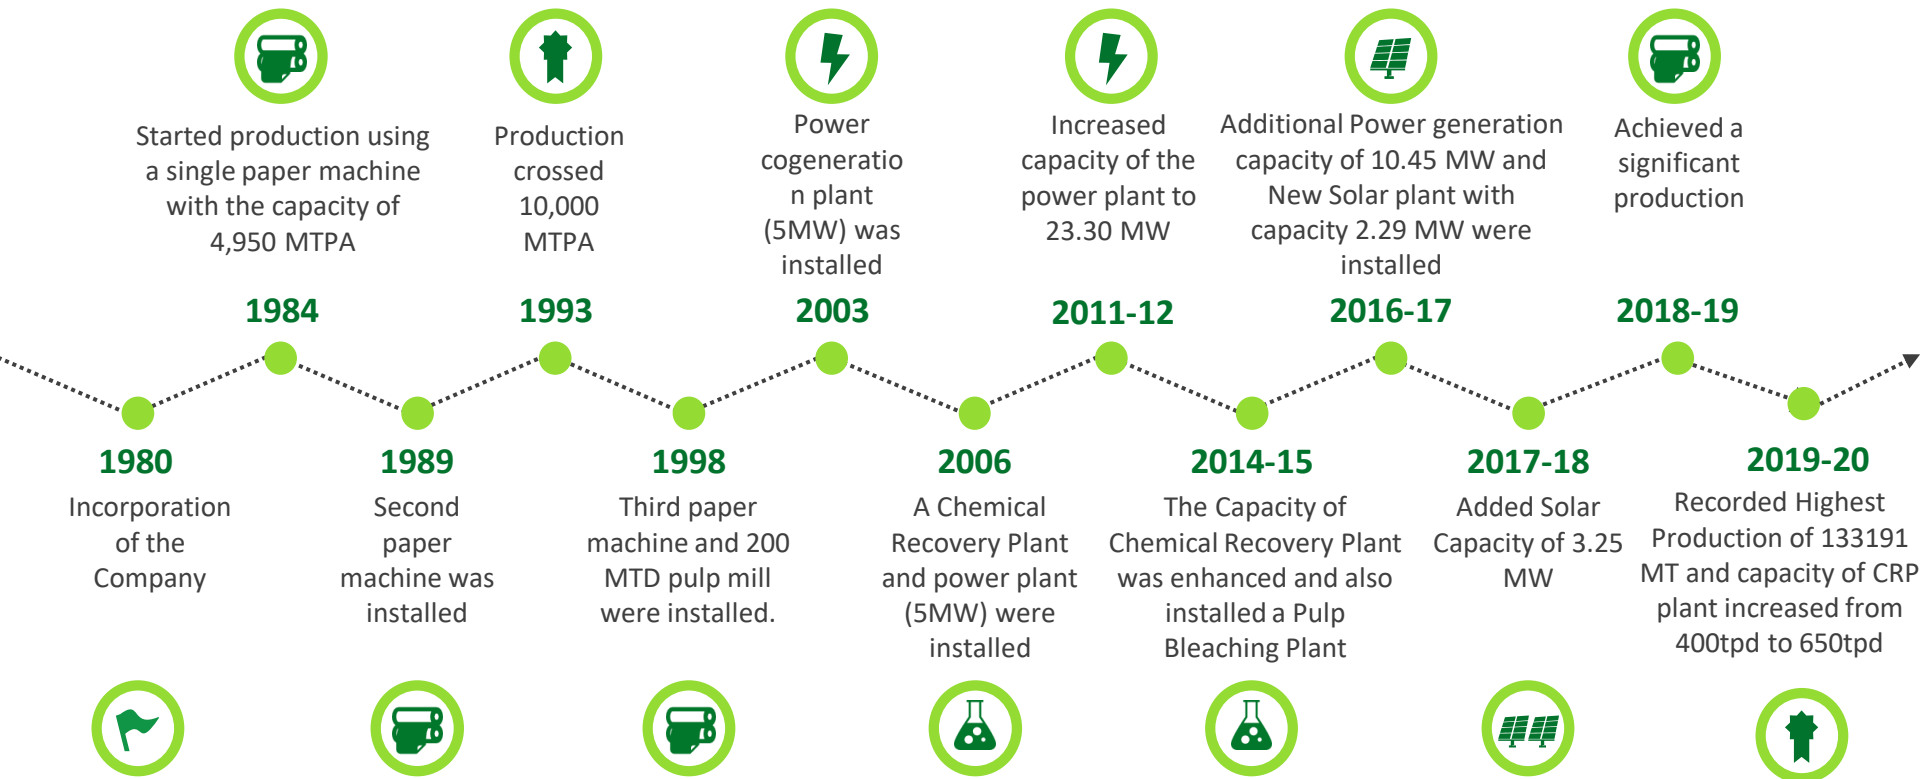 Started production using
a single paper machine
with the capacity of
4,950 MTPA
1984
Production
crossed
10,000
MTPA
1993
Power
cogeneratio
n plant
(5MW) was
installed
2003
Increased
capacity of the
power plant to
23.30 MW
2011-12
Additional Power generation
capacity of 10.45 MW and
New Solar plant with
capacity 2.29 MW were
installed
2016-17
Achieved a
significant
production
2018-19
1980
Incorporation
of the
Company
1989
Second
paper
machine was
installed
1998
Third paper
machine and 200
MTD pulp mill
were installed.
2006
A Chemical
Recovery Plant
and power plant
(5MW) were
installed
2014-15
The Capacity of
Chemical Recovery Plant
was enhanced and also
installed a Pulp
Bleaching Plant
2017-18
Added Solar
Capacity of 3.25
MW
2019-20
Recorded Highest
Production of 133191
MT and capacity of CRP
plant increased from
400tpd to 650tpd